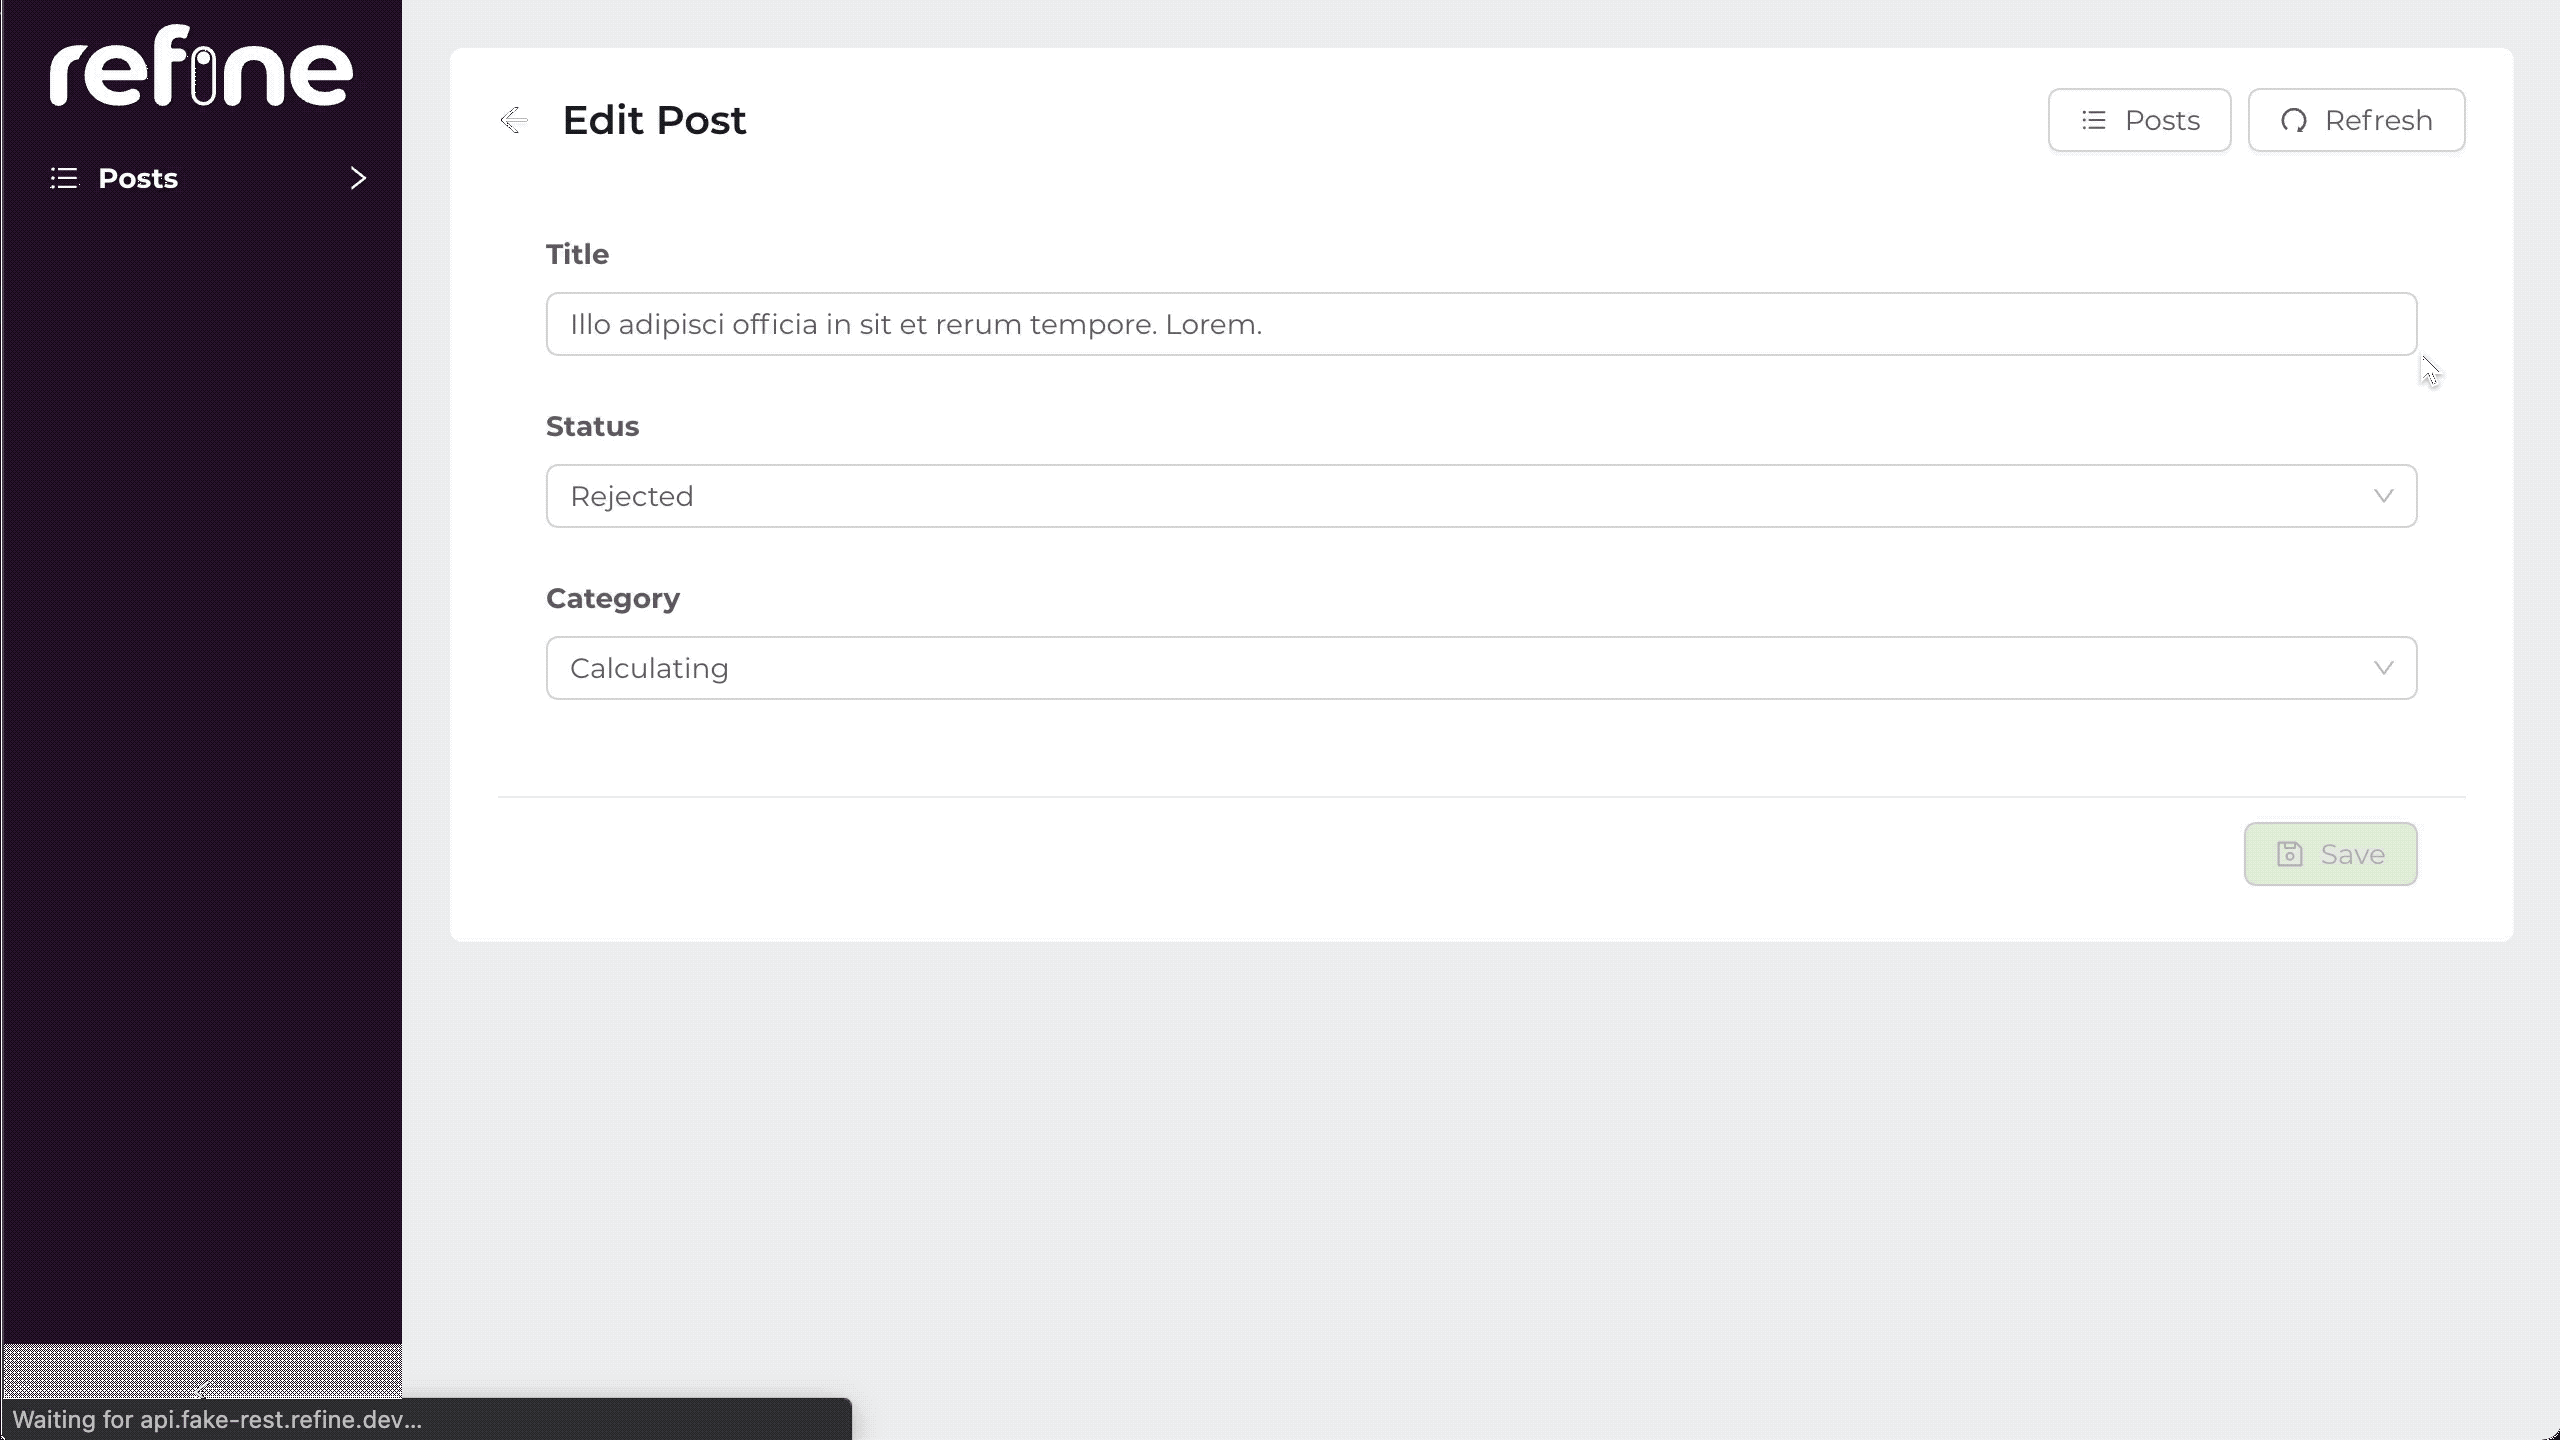 refine
Posts
Edit Post
Posts
Refresh
Title
Illo adipisci officia in sit et rerum tempore. Lorem.
Status
Rejected
Category
Calculating
Save
Waiting for api.fake-rest.refine.dev...